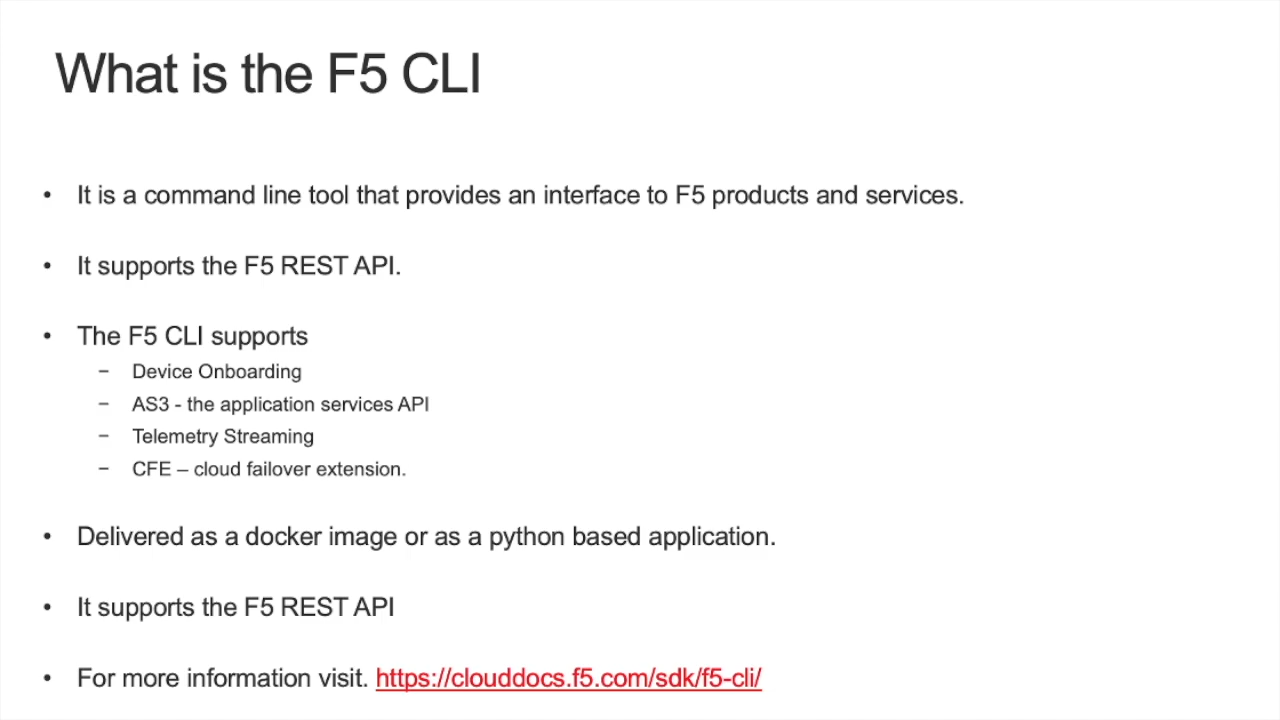 What is the F5 CLI
• It is a command line tool that provides an interface to F5 products and services.
• It supports the F5 REST API.
• The F5 CLI supports
– Device Onboarding
– AS3 - the application services API
– Telemetry Streaming
– CFE – cloud failover extension.
• Delivered as a docker image or as a python based application.
• It supports the F5 REST API
• For more information visit. https://clouddocs.f5.com/sdk/f5-cli/